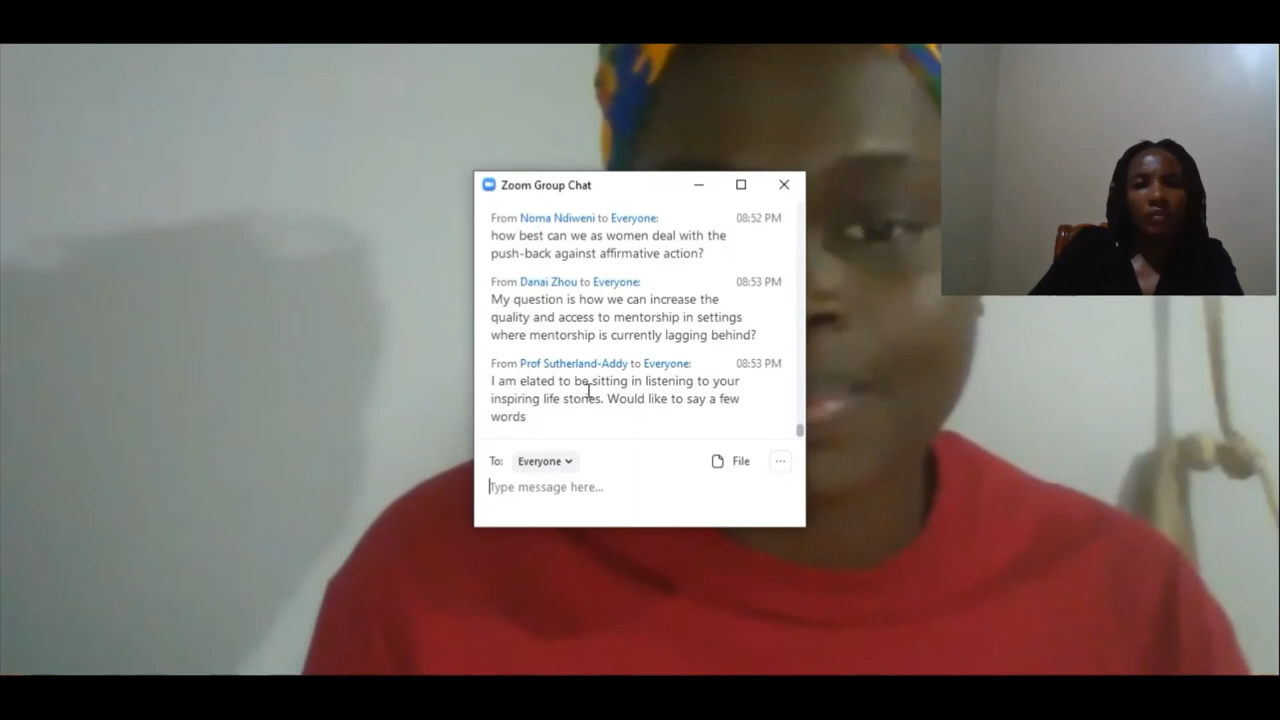 Zoom Group Chat
From Noma Ndiweni to Everyone: 08:52 PM
how best can we as women deal with the
push-back against affirmative action?
From Danai Zhou to Everyone: 08:53 PM
My question is how we can increase the
quality and access to mentorship in settings
where mentorship is currently lagging behind?
From Prof Sutherland-Addy to Everyone: 08:53 PM
I am elated to be sitting in listening to your
inspiring life stories. Would like to say a few
words
To: Everyone File ...
Type message here...